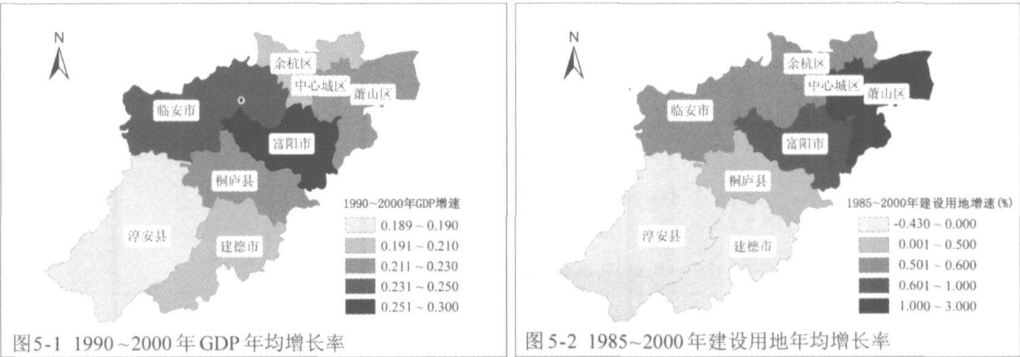 N
余杭区
中心城区
萧山区
临安市
富阳市
桐庐县
淳安县
建德市
1990~2000年GDP增速
0.189 ~ 0.190
0.191 ~ 0.210
0.211 ~ 0.230
0.231 ~ 0.250
0.251 ~ 0.300
图5-1 1990~2000年GDP年均增长率
N
余杭区
中心城区
萧山区
临安市
富阳市
桐庐县
淳安县
建德市
1985~2000年建设用地增速(%)
-0.430 ~ 0.000
0.001 ~ 0.500
0.501 ~ 0.600
0.601 ~ 1.000
1.000 ~ 3.000
图5-2 1985~2000年建设用地年均增长率